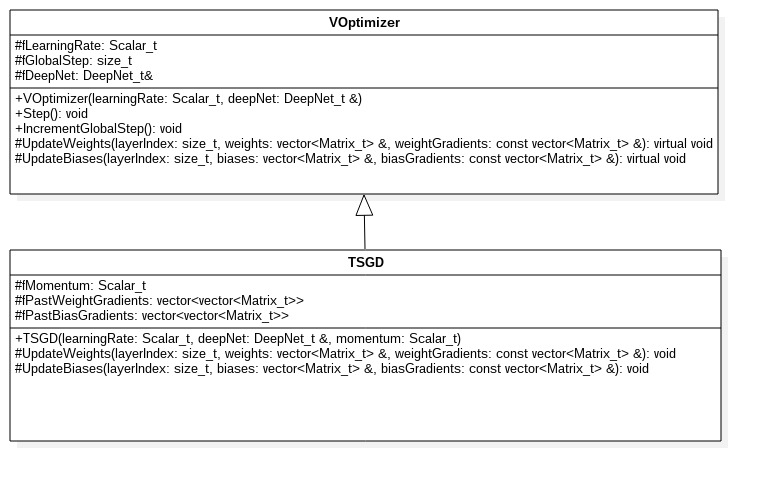 VOptimizer
#fLearningRate: Scalar_t
#fGlobalStep: size_t
#fDeepNet: DeepNet_t&
+VOptimizer(learningRate: Scalar_t, deepNet: DeepNet_t &)
+Step(): void
+IncrementGlobalStep(): void
#UpdateWeights(layerIndex: size_t, weights: vector<Matrix_t> &, weightGradients: const vector<Matrix_t> &): virtual void
#UpdateBiases(layerIndex: size_t, biases: vector<Matrix_t> &, biasGradients: const vector<Matrix_t> &): virtual void
TSGD
#fMomentum: Scalar_t
#fPastWeightGradients: vector<vector<Matrix_t>>
#fPastBiasGradients: vector<vector<Matrix_t>>
+TSGD(learningRate: Scalar_t, deepNet: DeepNet_t &, momentum: Scalar_t)
#UpdateWeights(layerIndex: size_t, weights: vector<Matrix_t> &, weightGradients: const vector<Matrix_t> &): void
#UpdateBiases(layerIndex: size_t, biases: vector<Matrix_t> &, biasGradients: const vector<Matrix_t> &): void